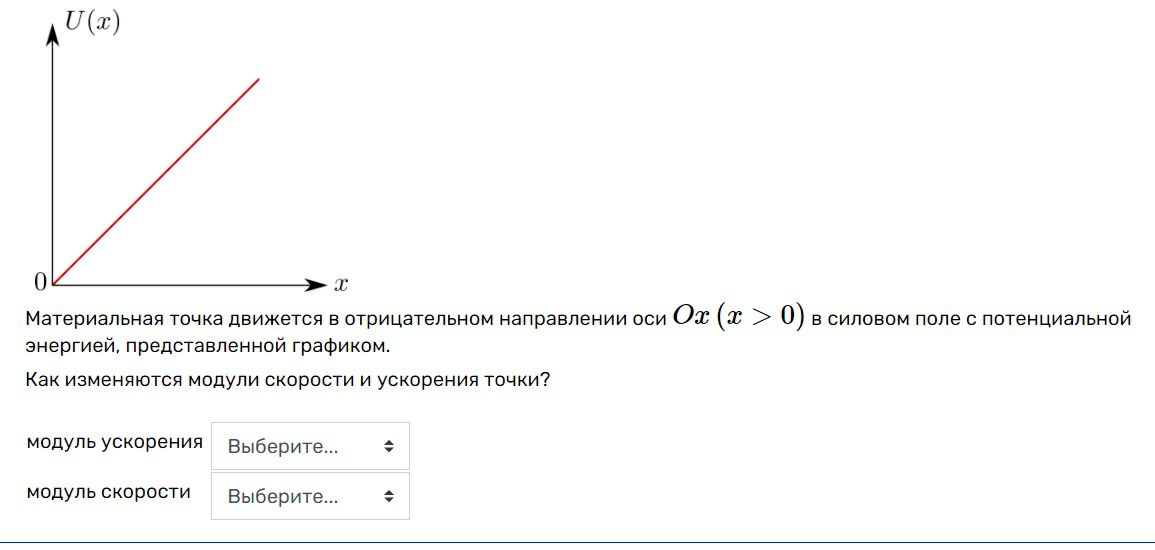 U(x)
0
x
Материальная точка движется в отрицательном направлении оси Ox (x > 0) в силовом поле с потенциальной
энергией, представленной графиком.
Как изменяются модули скорости и ускорения точки?
модуль ускорения Выберите...
модуль скорости Выберите...